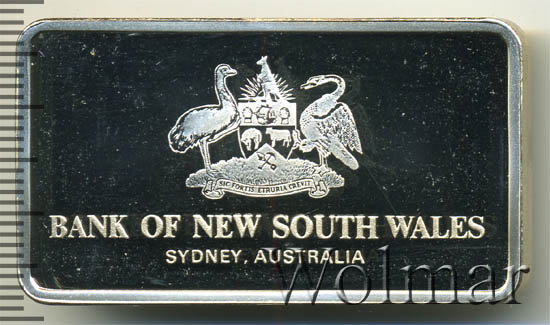 SIC FORTIS ETRURIA CREVIT
BANK OF NEW SOUTH WALES
SYDNEY, AUSTRALIA
Wolmar